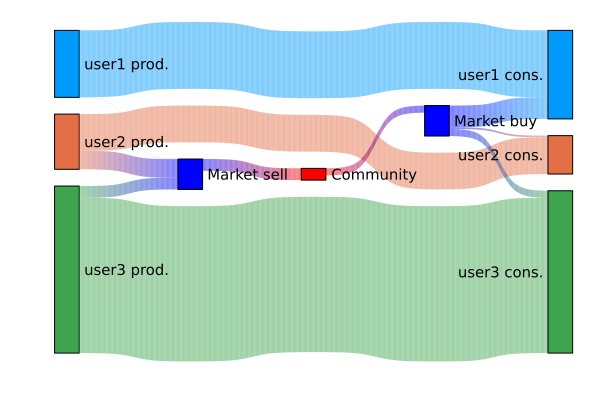 user1 prod.
user1 cons.
Market buy
user2 prod.
user2 cons.
Market sell
Community
user3 prod.
user3 cons.